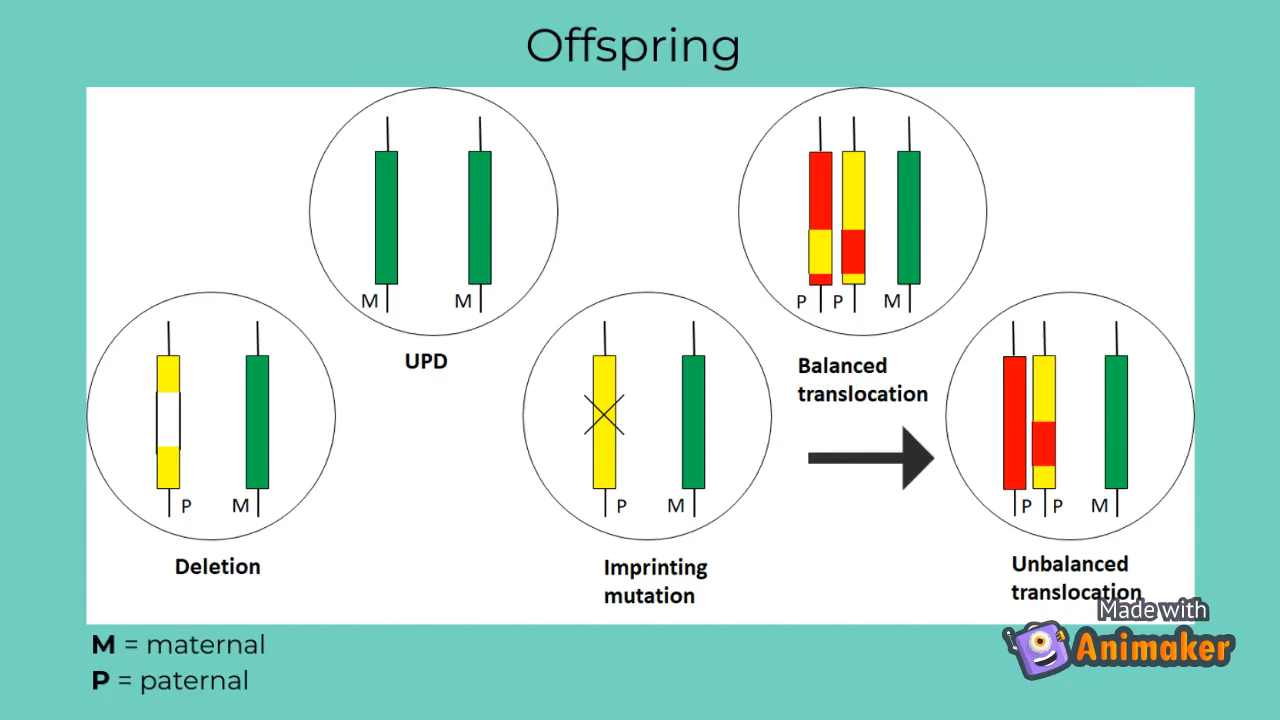 Offspring
M M
UPD
P P M
Balanced
translocation
P M
Deletion
P M
Imprinting
mutation
P P M
Unbalanced
translocation
M = maternal
P = paternal
Made with
Animaker